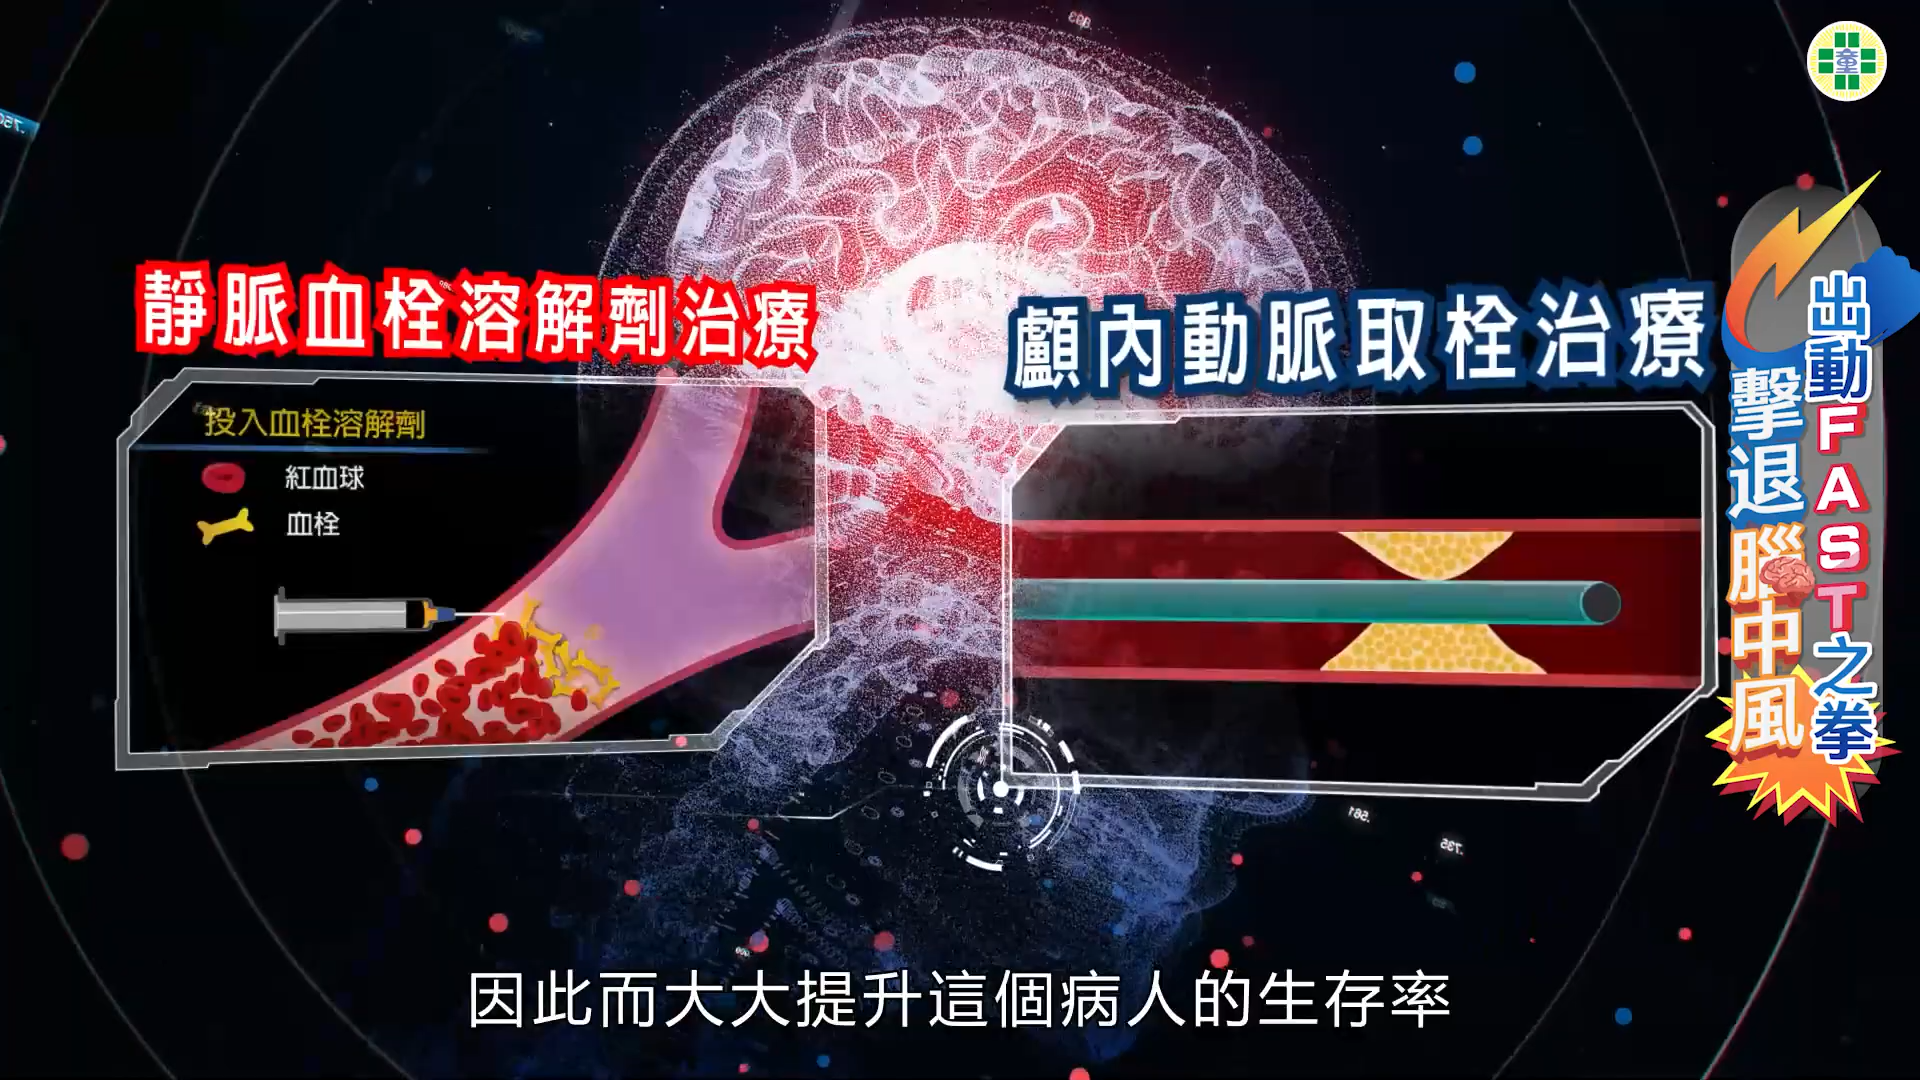 靜脈血栓溶解劑治療
顱內動脈取栓治療
投入血栓溶解劑
紅血球
血栓
出動FAST之拳
擊退腦中風
童
因此而大大提升這個病人的生存率